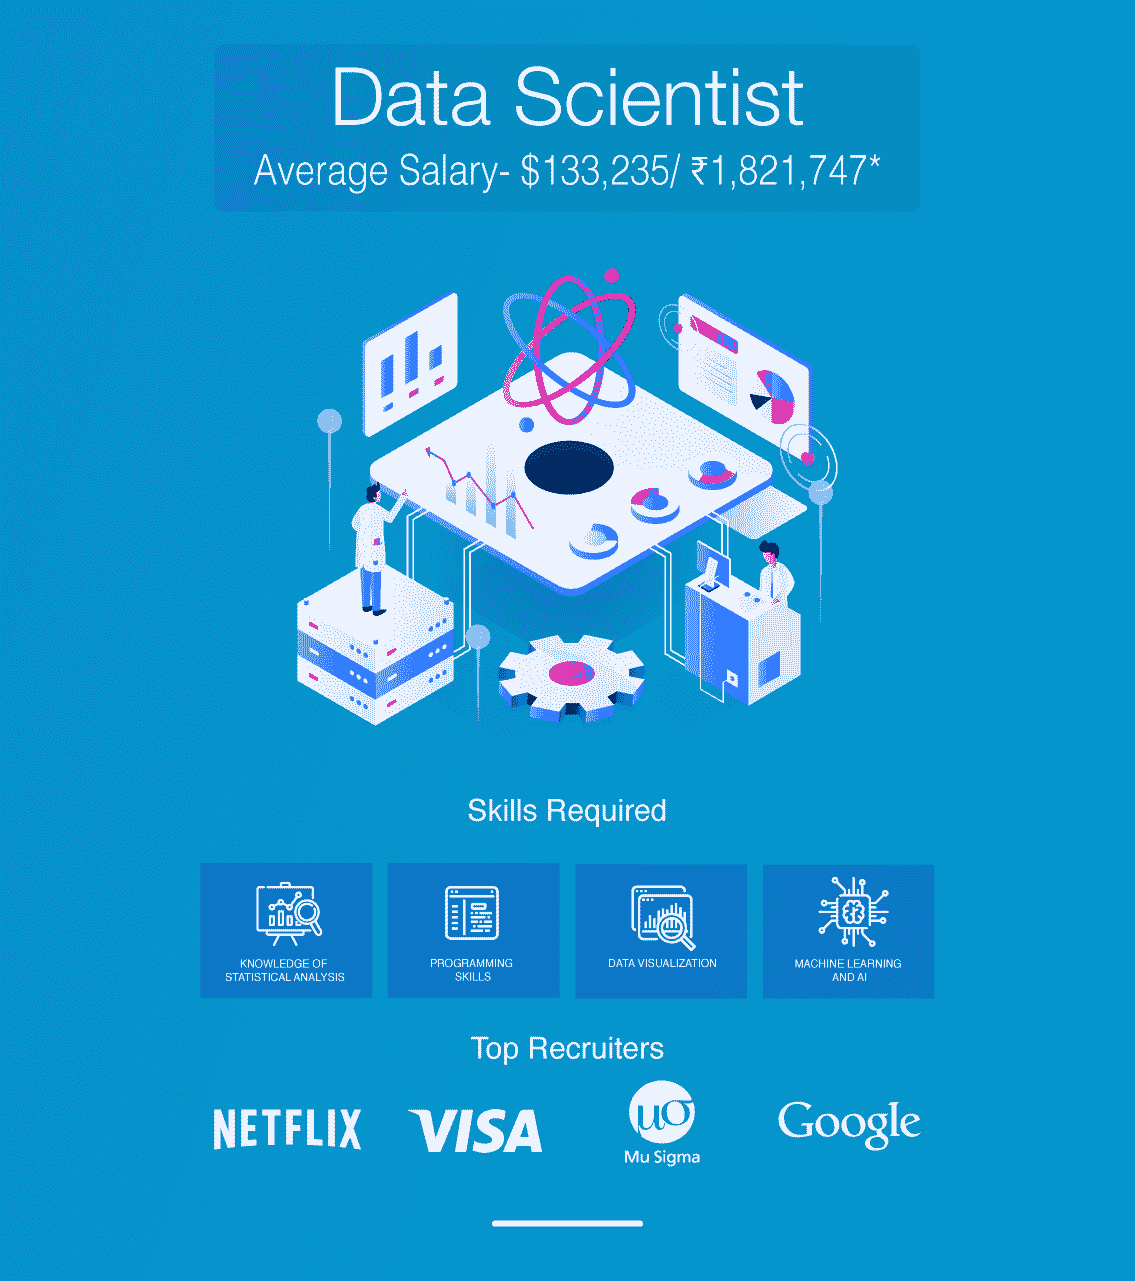 Data Scientist
Average Salary- $133,235/ ₹1,821,747*
Skills Required
KNOWLEDGE OF
STATISTICAL ANALYSIS
PROGRAMMING
SKILLS
DATA VISUALIZATION
MACHINE LEARNING
AND AI
Top Recruiters
NETFLIX
VISA
μσ
Mu Sigma
Google